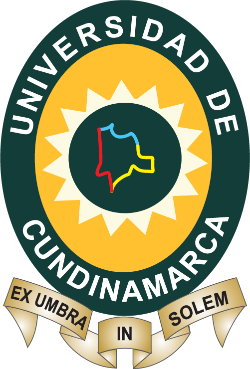 UNIVERSIDAD DE
CUNDINAMARCA
EX UMBRA
IN
SOLEM